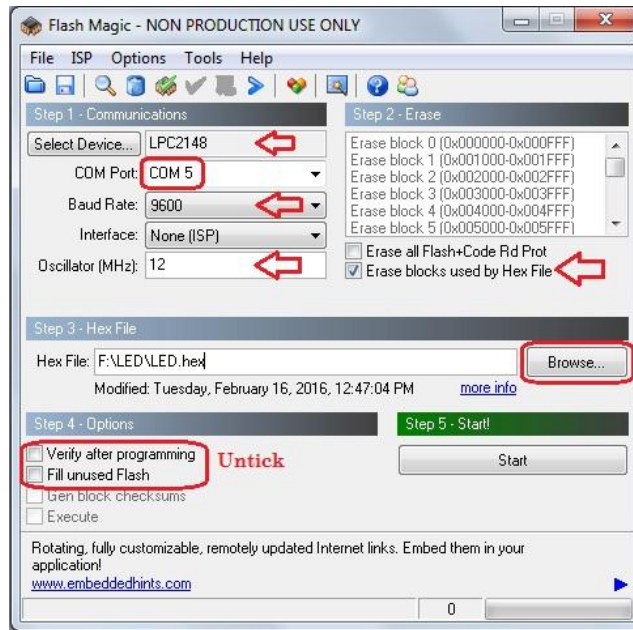 Flash Magic - NON PRODUCTION USE ONLY
File ISP Options Tools Help
Step 1 - Communications
Select Device... LPC2148
COM Port: COM 5
Baud Rate: 9600
Interface: None (ISP)
Oscillator (MHz): 12
Step 2 - Erase
Erase block 0 (0x000000-0x000FFF)
Erase block 1 (0x001000-0x001FFF)
Erase block 2 (0x002000-0x002FFF)
Erase block 3 (0x003000-0x003FFF)
Erase block 4 (0x004000-0x004FFF)
Erase block 5 (0x005000-0x005FFF)
Erase all Flash+Code Rd Prot
Erase blocks used by Hex File
Step 3 - Hex File
Hex File: F:\LED\LED.hex Browse...
Modified: Tuesday, February 16, 2016, 12:47:04 PM more info
Step 4 - Options
Verify after programming
Fill unused Flash
Untick
Gen block checksums
Execute
Step 5 - Start!
Start
Rotating, fully customizable, remotely updated Internet links. Embed them in your
application!
www.embeddedhints.com
0